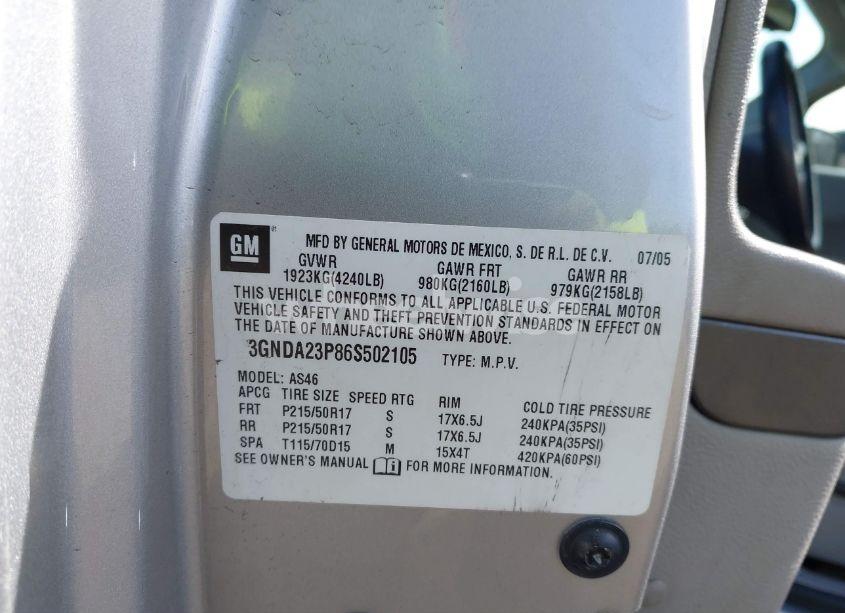 GM
MFD BY GENERAL MOTORS DE MEXICO, S. DE R.L. DE C.V. 07/05
GVWR GAWR FRT GAWR RR
1923KG(4240LB) 980KG(2160LB) 979KG(2158LB)
THIS VEHICLE CONFORMS TO ALL APPLICABLE U.S. FEDERAL MOTOR
VEHICLE SAFETY AND THEFT PREVENTION STANDARDS IN EFFECT ON
THE DATE OF MANUFACTURE SHOWN ABOVE.
3GNDA23P86S502105 TYPE: M.P.V.
MODEL: AS46
APCG TIRE SIZE SPEED RTG RIM COLD TIRE PRESSURE
FRT P215/50R17 S 17X6.5J 240KPA(35PSI)
RR P215/50R17 S 17X6.5J 240KPA(35PSI)
SPA T115/70D15 M 15X4T 420KPA(60PSI)
SEE OWNER'S MANUAL FOR MORE INFORMATION.